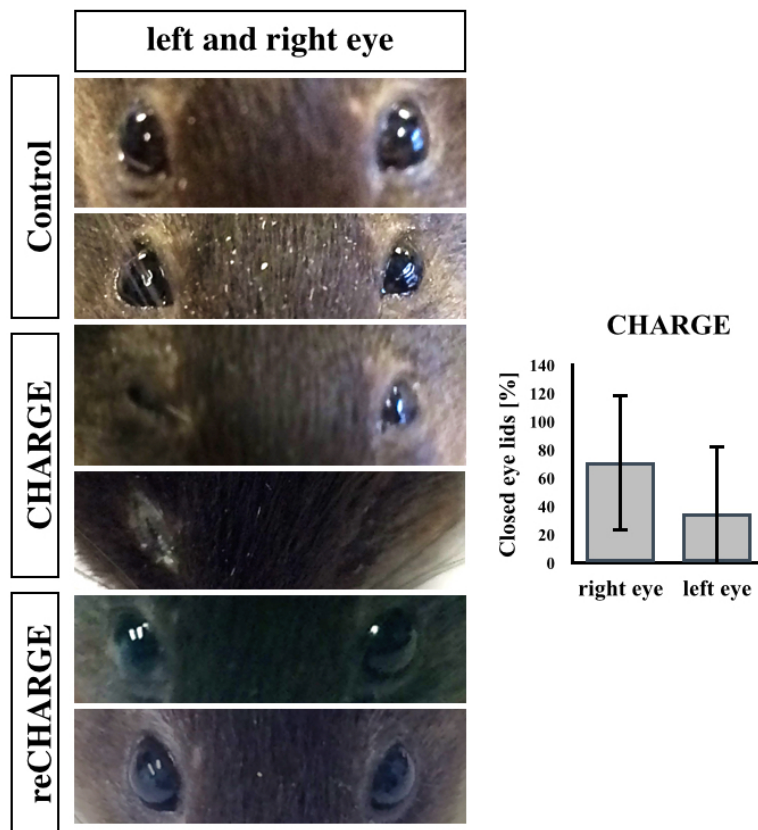 left and right eye
Control
CHARGE
reCHARGE
CHARGE
Closed eye lids [%]
140
120
100
80
60
40
20
0
right eye left eye